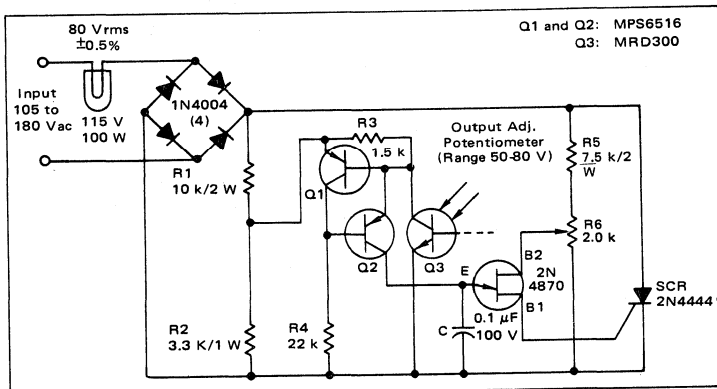 Q1 and Q2: MPS6516
Q3: MRD300
80 Vrms
±0.5%
Input
105 to
180 Vac
115 V
100 W
1N4004
(4)
R1
10 k/2 W
R3
1.5 k
Output Adj.
Potentiometer
(Range 50-80 V)
R5
7.5 k/2
W
Q1
Q2
Q3
R6
2.0 k
B2
2N
4870
E
B1
SCR
2N4444
0.1 µF
100 V
C
R2
3.3 K/1 W
R4
22 k